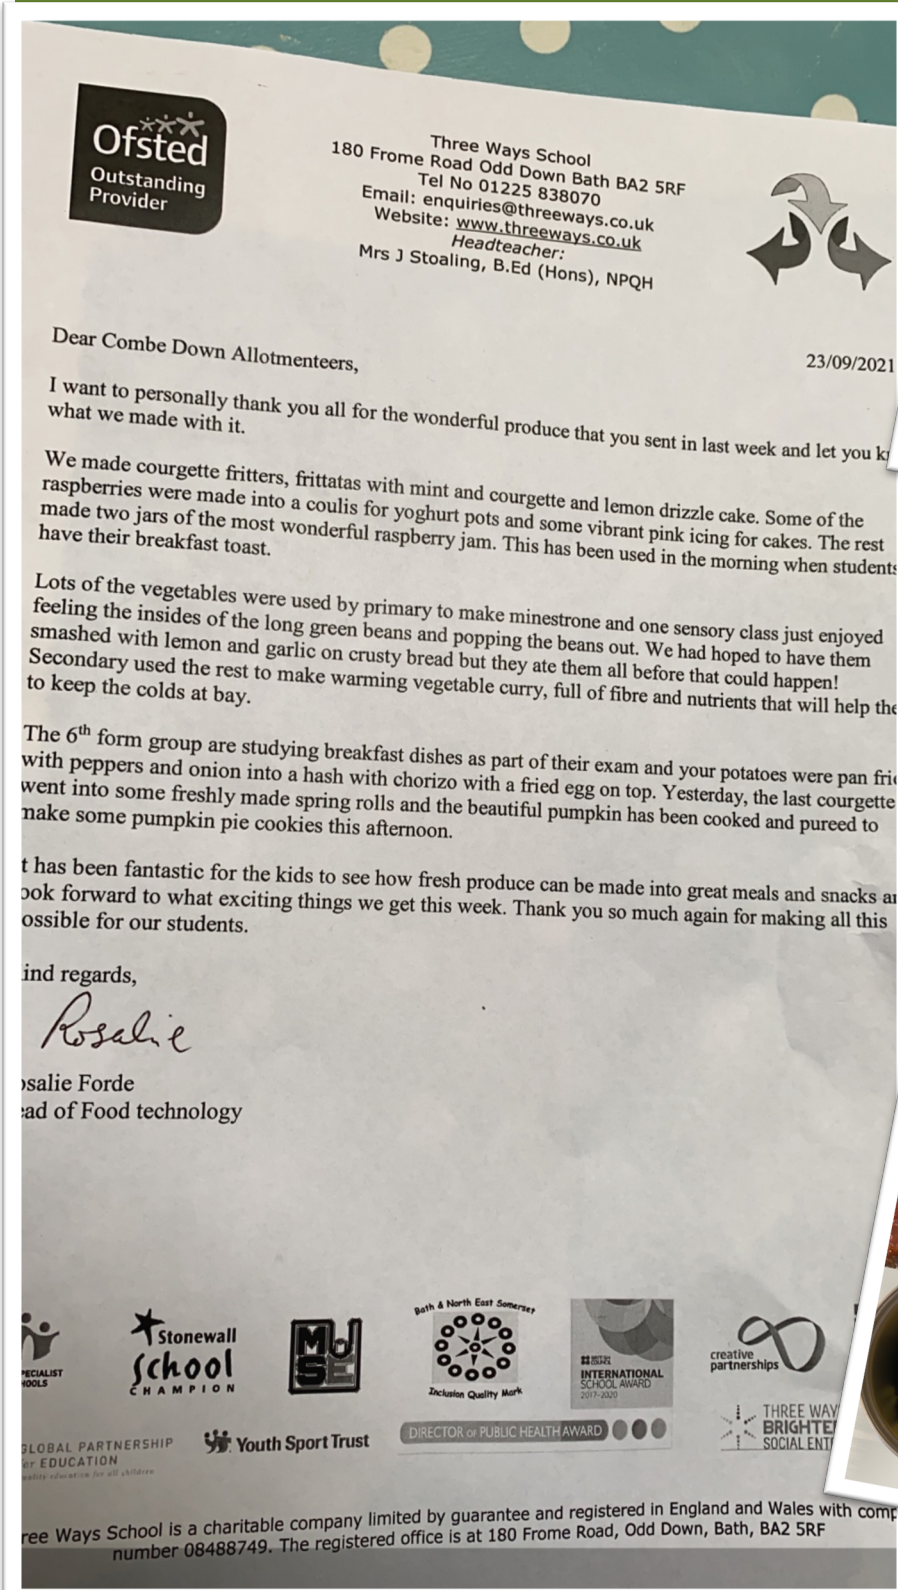 Ofsted
Outstanding
Provider
Three Ways School
180 Frome Road Odd Down Bath BA2 5RF
Tel No 01225 838070
Email: enquiries@threeways.co.uk
Website: www.threeways.co.uk
Headteacher:
Mrs J Stoaling, B.Ed (Hons), NPQH
23/09/2021
Dear Combe Down Allotmenteers,
I want to personally thank you all for the wonderful produce that you sent in last week and let you k
what we made with it.
We made courgette fritters, frittatas with mint and courgette and lemon drizzle cake. Some of the
raspberries were made into a coulis for yoghurt pots and some vibrant pink icing for cakes. The rest
made two jars of the most wonderful raspberry jam. This has been used in the morning when students
have their breakfast toast.
Lots of the vegetables were used by primary to make minestrone and one sensory class just enjoyed
feeling the insides of the long green beans and popping the beans out. We had hoped to have them
smashed with lemon and garlic on crusty bread but they ate them all before that could happen!
Secondary used the rest to make warming vegetable curry, full of fibre and nutrients that will help the
to keep the colds at bay.
The 6th form group are studying breakfast dishes as part of their exam and your potatoes were pan frie
with peppers and onion into a hash with chorizo with a fried egg on top. Yesterday, the last courgette
went into some freshly made spring rolls and the beautiful pumpkin has been cooked and pureed to
make some pumpkin pie cookies this afternoon.
t has been fantastic for the kids to see how fresh produce can be made into great meals and snacks a
ook forward to what exciting things we get this week. Thank you so much again for making all this
ossible for our students.
ind regards,
Rosalie
osalie Forde
ead of Food technology
PECIALIST
HOOLS
Stonewall
School
CHAMPION
Bath & North East Somerset
Inclusion Quality Mark
INTERNATIONAL
SCHOOL AWARD
2017-2020
creative
partnerships
GLOBAL PARTNERSHIP
for EDUCATION
quality education for all children
Youth Sport Trust
DIRECTOR OF PUBLIC HEALTH AWARD
THREE WAY
BRIGHTE
SOCIAL ENT
ree Ways School is a charitable company limited by guarantee and registered in England and Wales with comp
number 08488749. The registered office is at 180 Frome Road, Odd Down, Bath, BA2 5RF